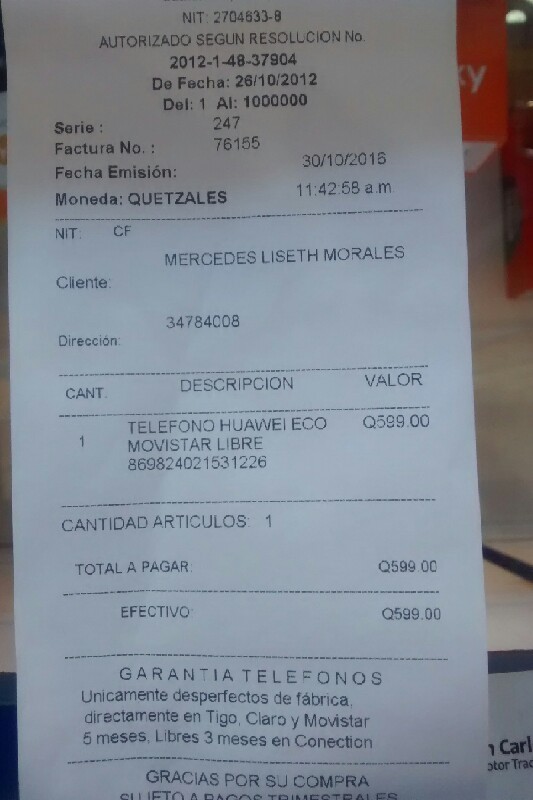 NIT: 2704633-8
AUTORIZADO SEGUN RESOLUCION No.
2012-1-48-37904
De Fecha: 26/10/2012
Del: 1 Al: 1000000
Serie : 247
Factura No. : 76155
Fecha Emisión: 30/10/2016
Moneda: QUETZALES 11:42:58 a.m
NIT: CF
MERCEDES LISETH MORALES
Cliente:
34784008
Dirección:
CANT. DESCRIPCION VALOR
1 TELEFONO HUAWEI ECO Q599.00
MOVISTAR LIBRE
869824021531226
CANTIDAD ARTICULOS: 1
TOTAL A PAGAR: Q599.00
EFECTIVO Q599.00
GARANTIA TELEFONOS
Unicamente desperfectos de fábrica,
directamente en Tigo, Claro y Movistar
6 meses, Libres 3 meses en Conection
GRACIAS POR SU COMPRA
SUJETO A PAGOS TRIMESTRALES
ky
n Carl
otor Trac